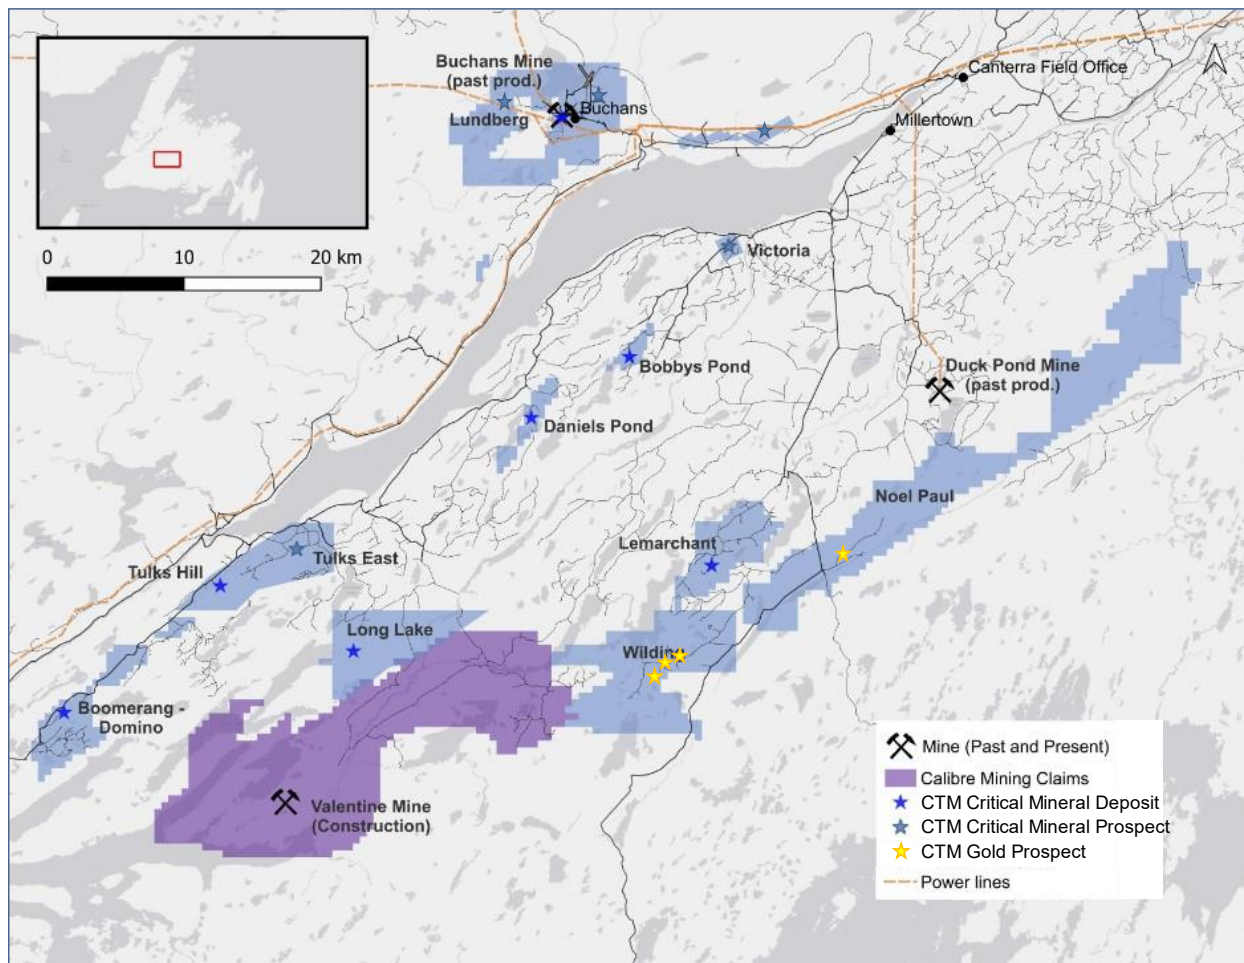 Buchans Mine
(past prod.)
Lundberg
Buchans
Canterra Field Office
Millertown
0 10 20 km
Victoria
Bobbys Pond
Duck Pond Mine
(past prod.)
Daniels Pond
Noel Paul
Lemarchant
Tulks East
Tulks Hill
Long Lake
Wilding
Boomerang -
Domino
Valentine Mine
(Construction)
Mine (Past and Present)
Calibre Mining Claims
CTM Critical Mineral Deposit
CTM Critical Mineral Prospect
CTM Gold Prospect
Power lines